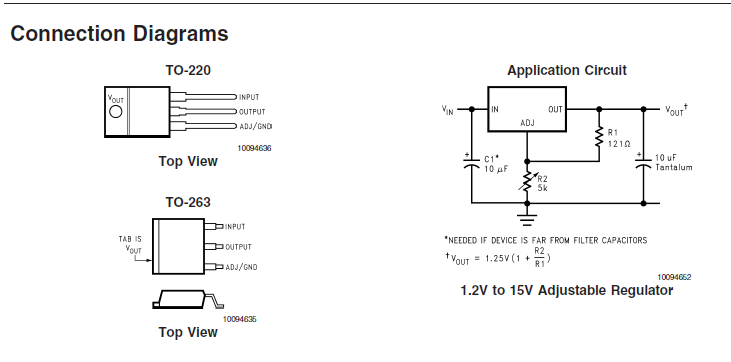 Connection Diagrams
TO-220
VOUT
INPUT
OUTPUT
ADJ/GND
10094636
Top View
TO-263
TAB IS
VOUT
INPUT
OUTPUT
ADJ/GND
10094635
Top View
Application Circuit
VIN
IN
OUT
ADJ
VOUT†
R1
121Ω
C1*
10 µF
R2
5k
10 uF
Tantalum
*NEEDED IF DEVICE IS FAR FROM FILTER CAPACITORS
†VOUT = 1.25V (1 + R2/R1)
10094652
1.2V to 15V Adjustable Regulator